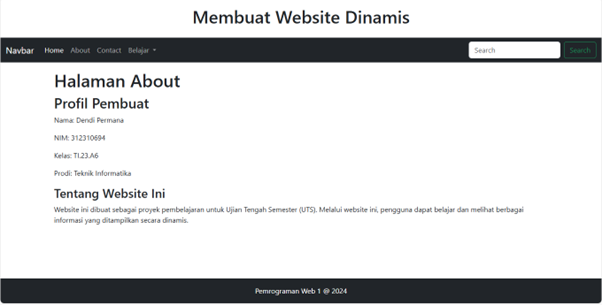 Membuat Website Dinamis
Navbar Home About Contact Belajar Search Search
Halaman About
Profil Pembuat
Nama: Dendi Permana
NIM: 312310694
Kelas: TI.23.A6
Prodi: Teknik Informatika
Tentang Website Ini
Website ini dibuat sebagai proyek pembelajaran untuk Ujian Tengah Semester (UTS). Melalui website ini, pengguna dapat belajar dan melihat berbagai
informasi yang ditampilkan secara dinamis.
Pemrograman Web 1 @ 2024